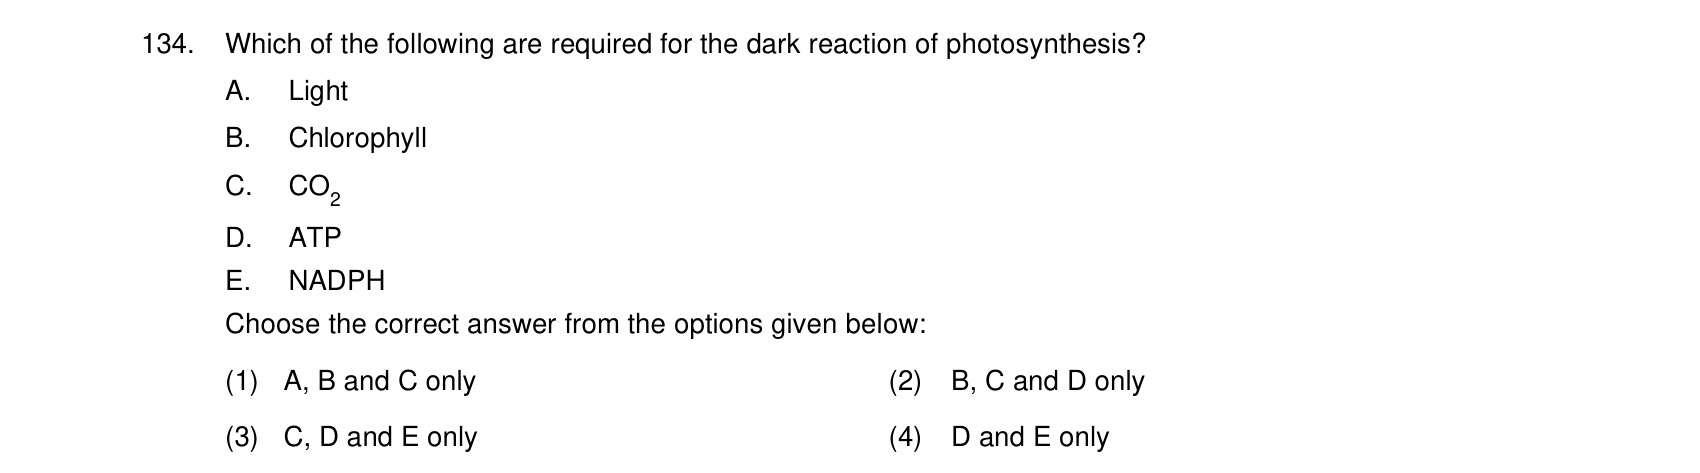 134. Which of the following are required for the dark reaction of photosynthesis?
A. Light
B. Chlorophyll
C. CO₂
D. ATP
E. NADPH
Choose the correct answer from the options given below:
(1) A, B and C only (2) B, C and D only
(3) C, D and E only (4) D and E only